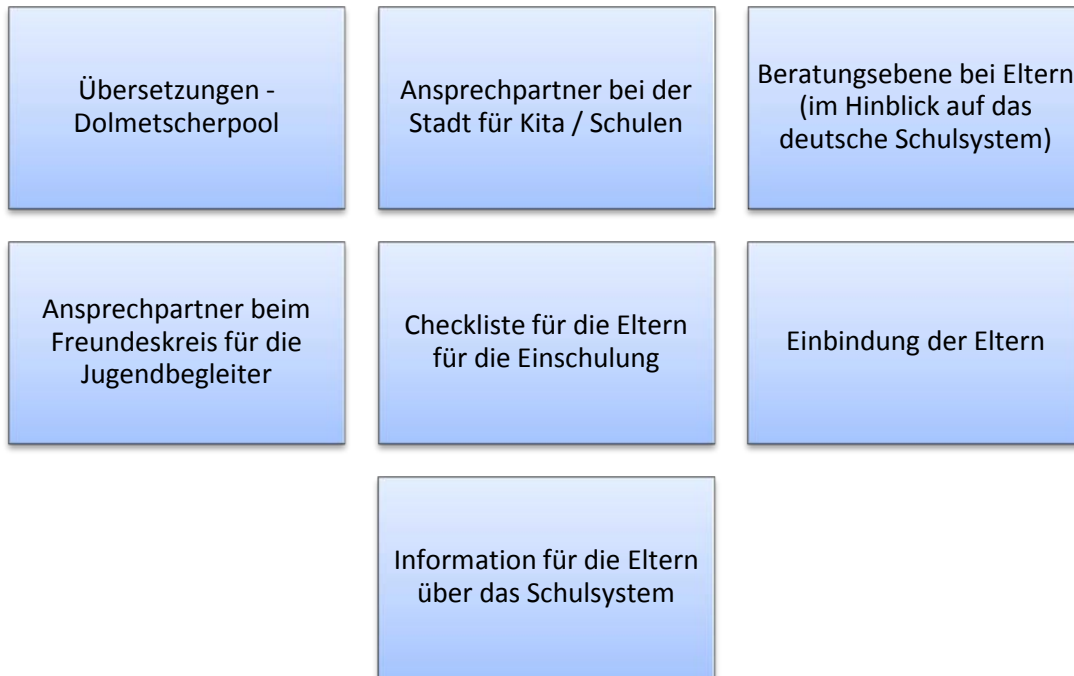 Übersetzungen -
Dolmetscherpool
Ansprechpartner bei der
Stadt für Kita / Schulen
Beratungsebene bei Eltern
(im Hinblick auf das
deutsche Schulsystem)
Ansprechpartner beim
Freundeskreis für die
Jugendbegleiter
Checkliste für die Eltern
für die Einschulung
Einbindung der Eltern
Information für die Eltern
über das Schulsystem